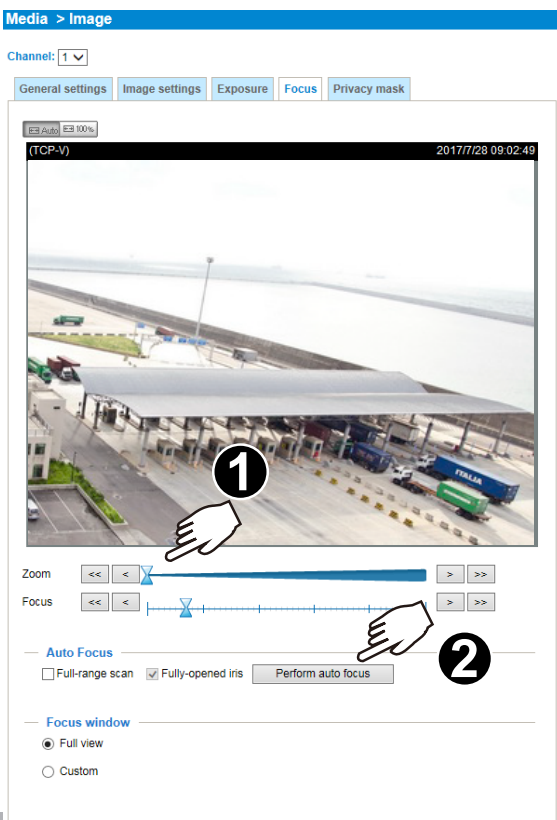 Media > Image
Channel: 1
General settings Image settings Exposure Focus Privacy mask
Auto 100%
(TCP-V) 2017/7/28 09:02:49
ITALIA
1
Zoom << < > >>
Focus << < > >>
2
Auto Focus
Full-range scan Fully-opened iris Perform auto focus
Focus window
Full view
Custom